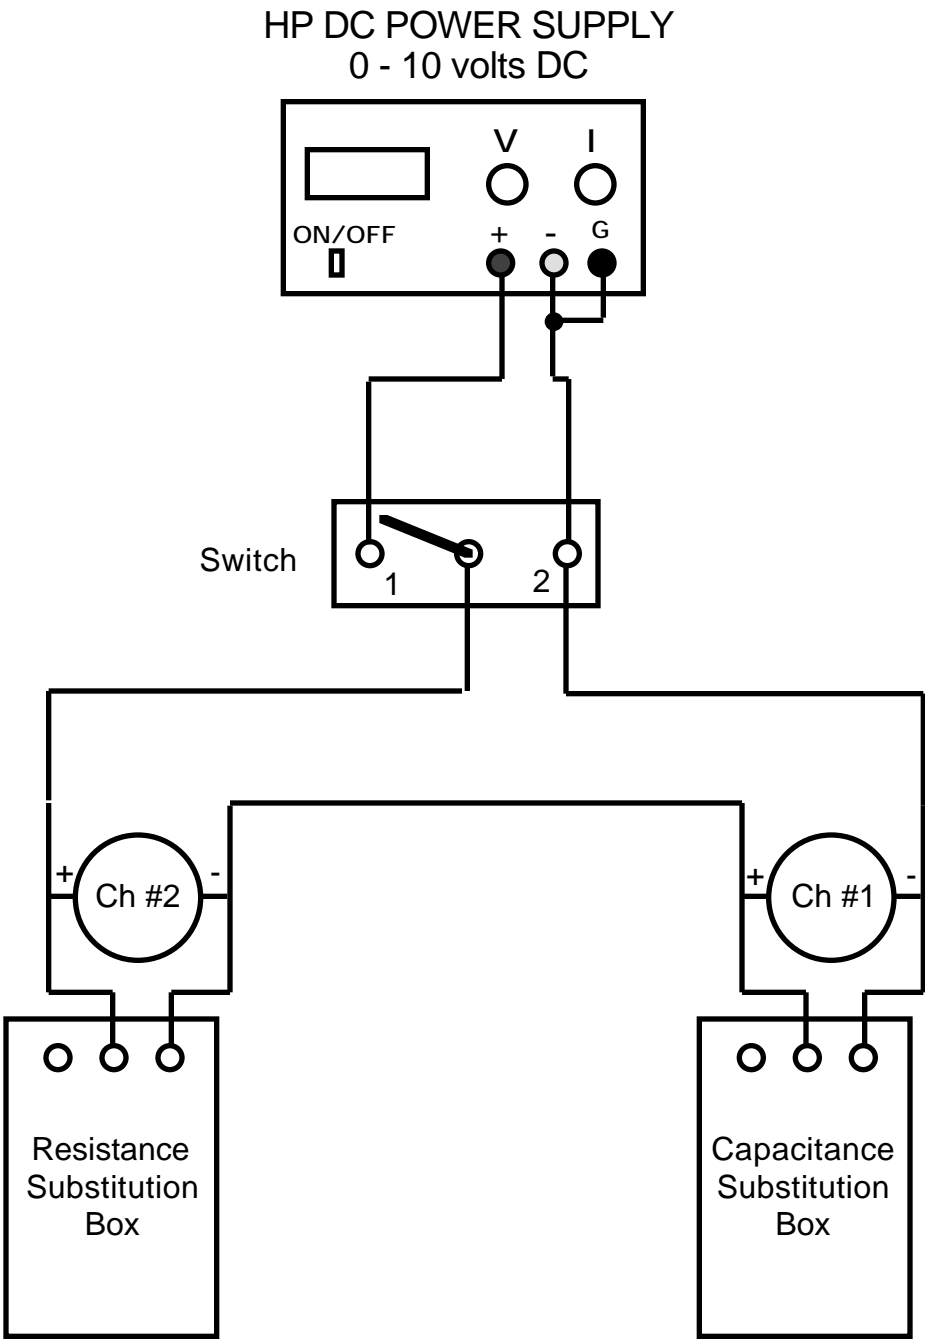 HP DC POWER SUPPLY
0 - 10 volts DC
V I
ON/OFF + - G
Switch
1 2
+ Ch #2 -
+ Ch #1 -
Resistance
Substitution
Box
Capacitance
Substitution
Box